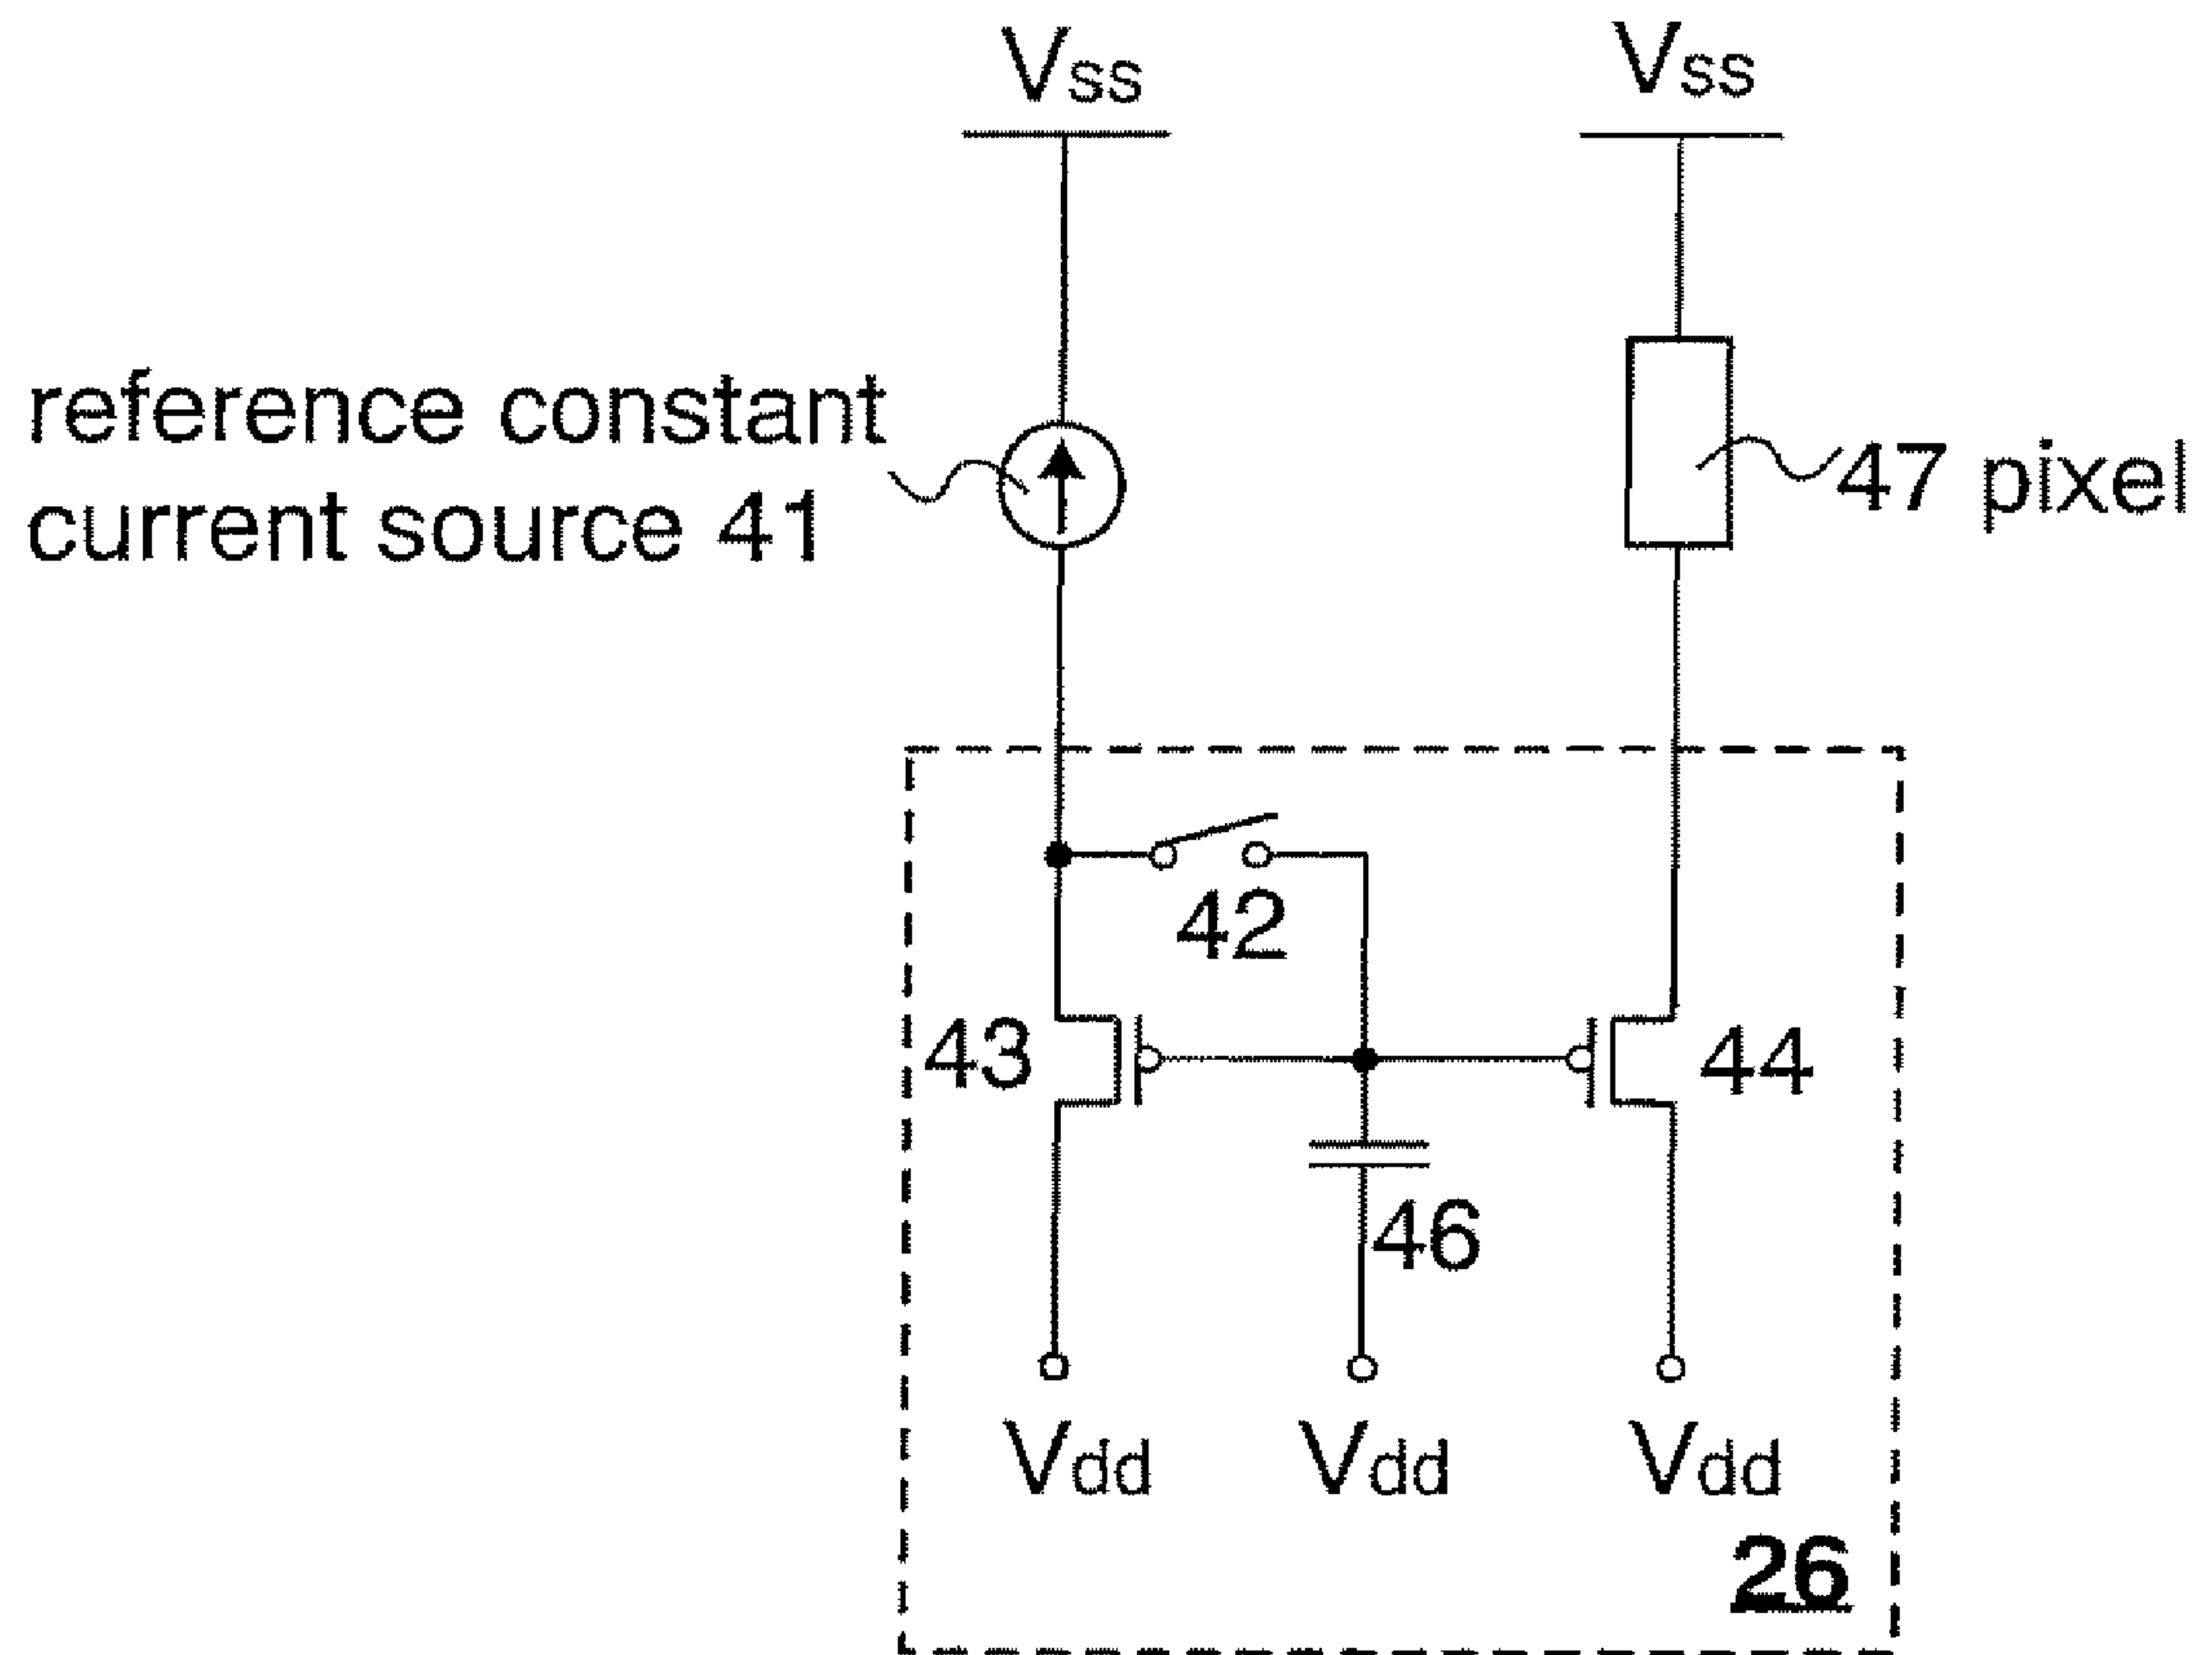 Vss
Vss
reference constant
current source 41
47 pixel
42
43
44
46
Vdd
Vdd
Vdd
26